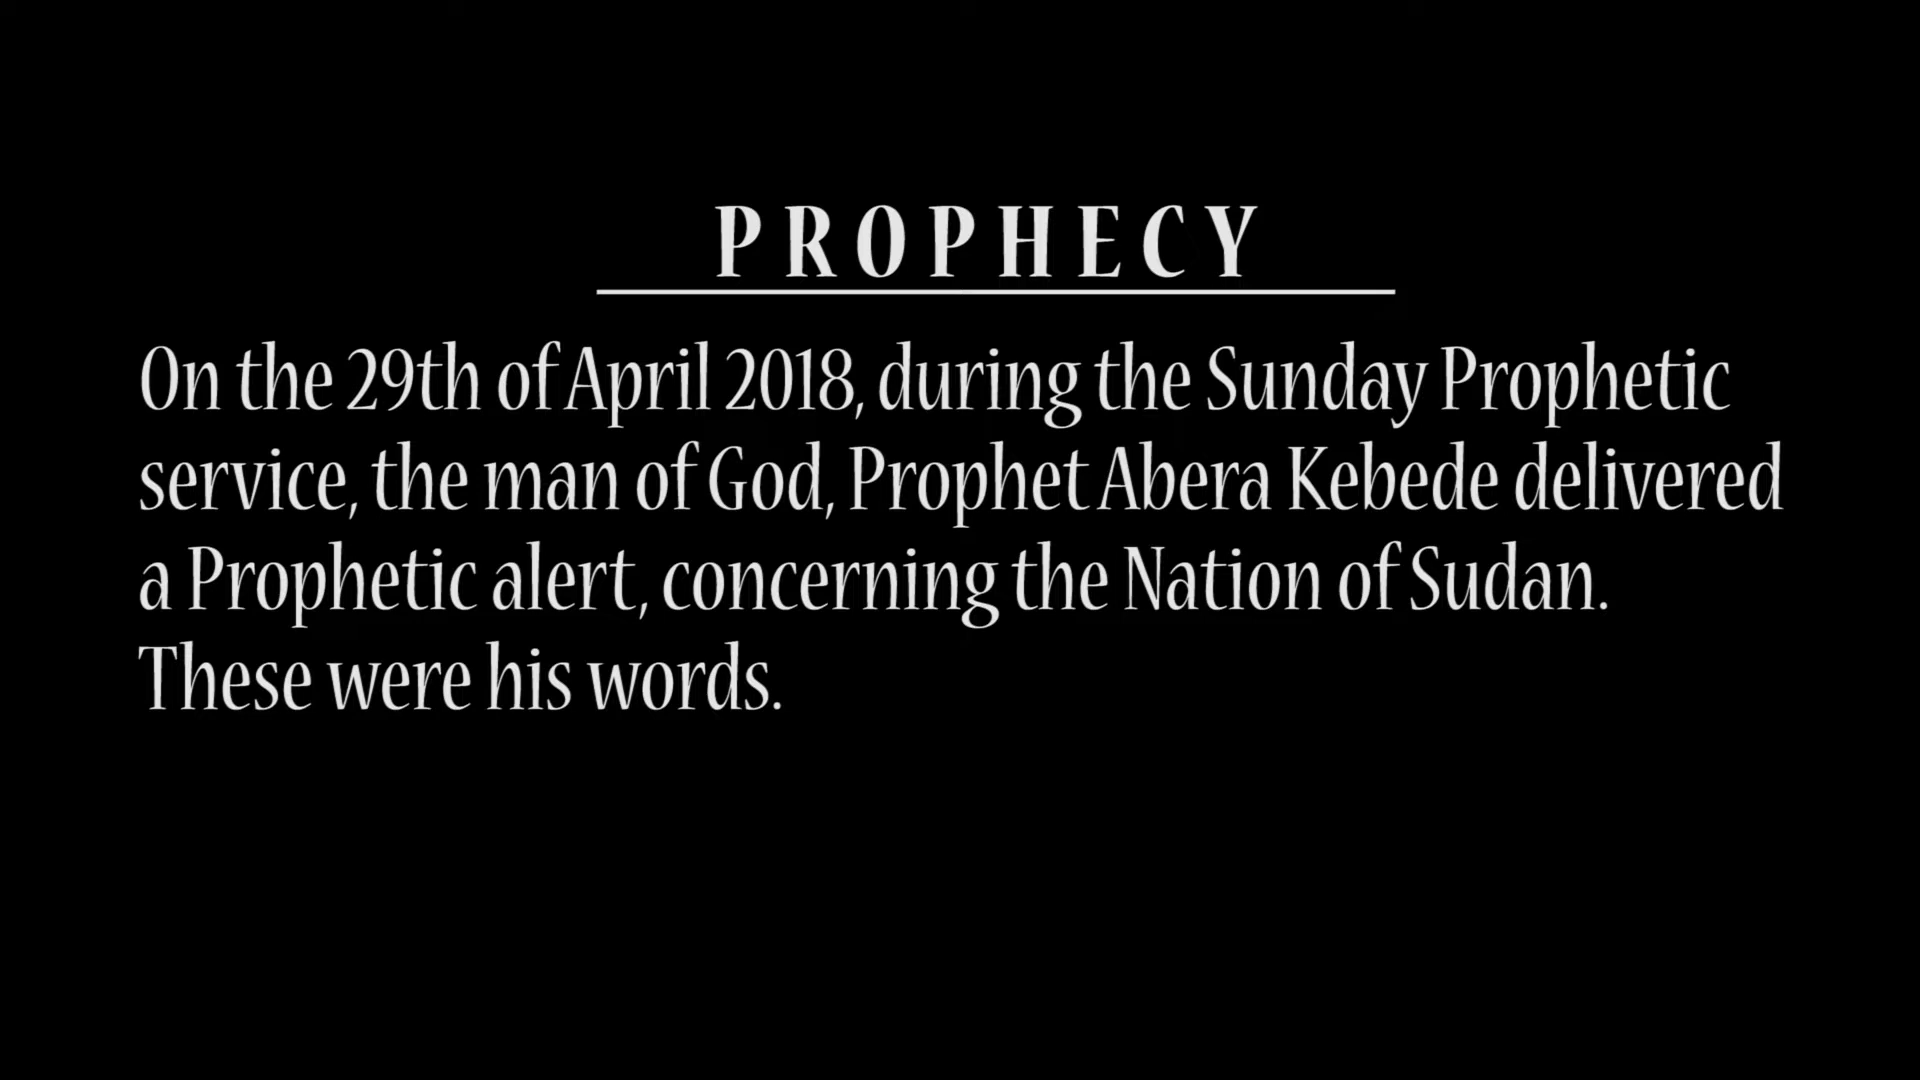 PROPHECY
On the 29th of April 2018, during the Sunday Prophetic
service, the man of God, Prophet Abera Kebede delivered
a Prophetic alert, concerning the Nation of Sudan.
These were his words.